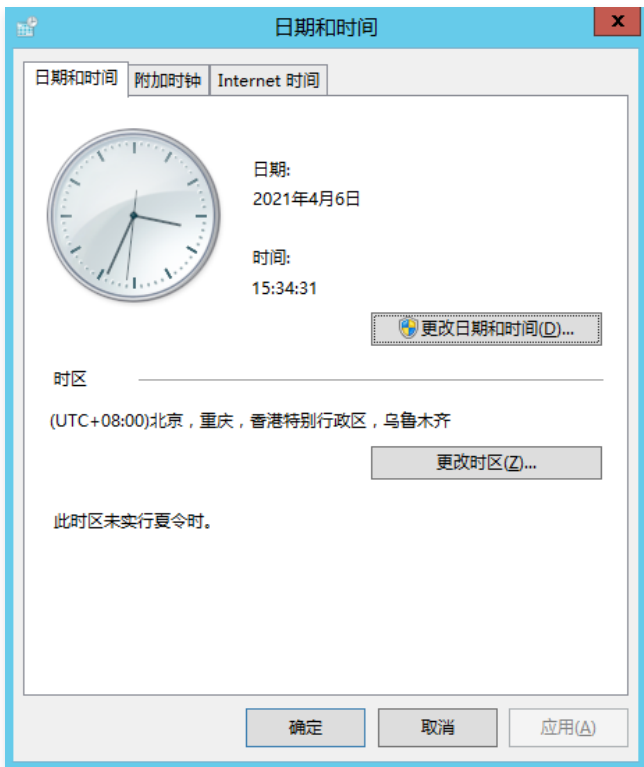 日期和时间
x
日期和时间 附加时钟 Internet 时间
日期:
2021年4月6日
时间:
15:34:31
更改日期和时间(D)...
时区
(UTC+08:00)北京，重庆，香港特别行政区，乌鲁木齐
更改时区(Z)...
此时区未实行夏令时。
确定 取消 应用(A)